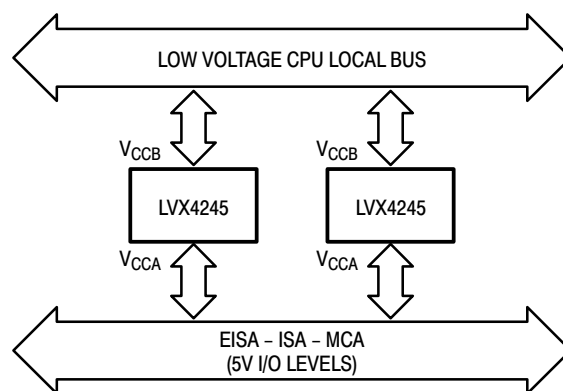 LOW VOLTAGE CPU LOCAL BUS
VCCB
VCCB
LVX4245
LVX4245
VCCA
VCCA
EISA – ISA – MCA
(5V I/O LEVELS)